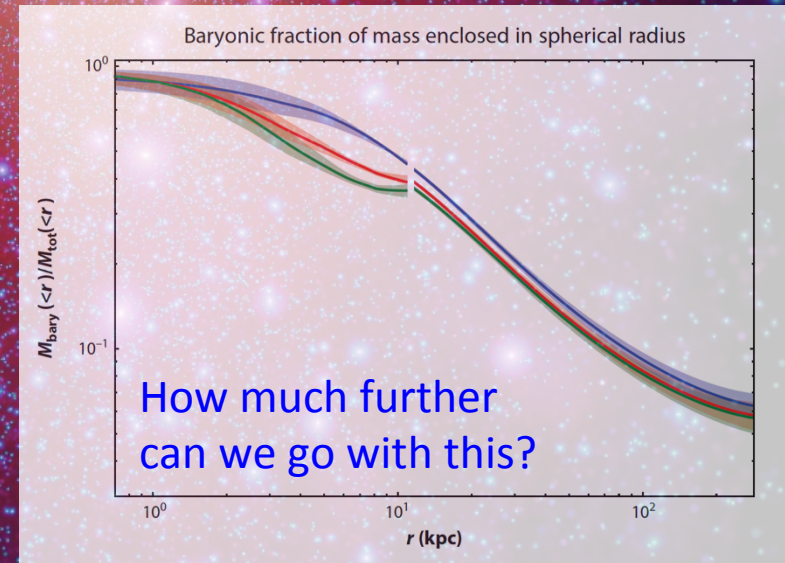 Baryonic fraction of mass enclosed in spherical radius
10⁰
M_bary (<r)/M_tot(<r)
10⁻¹
How much further
can we go with this?
10⁰ 10¹ 10²
r (kpc)